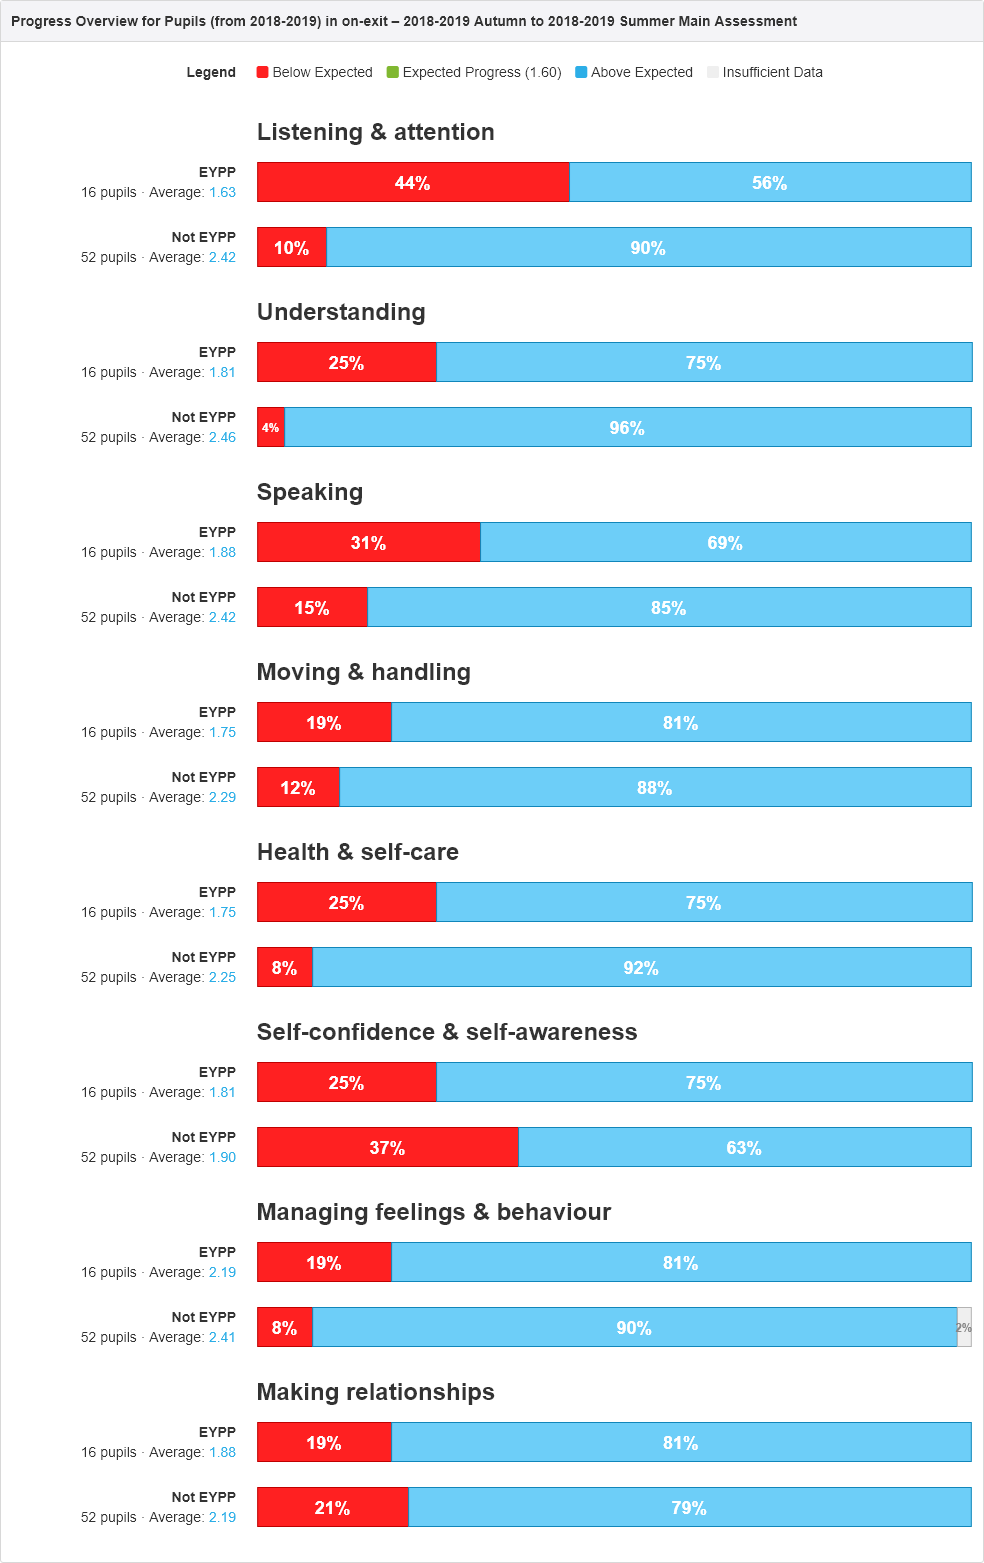 Progress Overview for Pupils (from 2018-2019) in on-exit – 2018-2019 Autumn to 2018-2019 Summer Main Assessment
Legend Below Expected Expected Progress (1.60) Above Expected Insufficient Data
Listening & attention
EYPP
16 pupils · Average: 1.63
44% 56%
Not EYPP
52 pupils · Average: 2.42
10% 90%
Understanding
EYPP
16 pupils · Average: 1.81
25% 75%
Not EYPP
52 pupils · Average: 2.46
4% 96%
Speaking
EYPP
16 pupils · Average: 1.88
31% 69%
Not EYPP
52 pupils · Average: 2.42
15% 85%
Moving & handling
EYPP
16 pupils · Average: 1.75
19% 81%
Not EYPP
52 pupils · Average: 2.29
12% 88%
Health & self-care
EYPP
16 pupils · Average: 1.75
25% 75%
Not EYPP
52 pupils · Average: 2.25
8% 92%
Self-confidence & self-awareness
EYPP
16 pupils · Average: 1.81
25% 75%
Not EYPP
52 pupils · Average: 1.90
37% 63%
Managing feelings & behaviour
EYPP
16 pupils · Average: 2.19
19% 81%
Not EYPP
52 pupils · Average: 2.41
8% 90% 2%
Making relationships
EYPP
16 pupils · Average: 1.88
19% 81%
Not EYPP
52 pupils · Average: 2.19
21% 79%